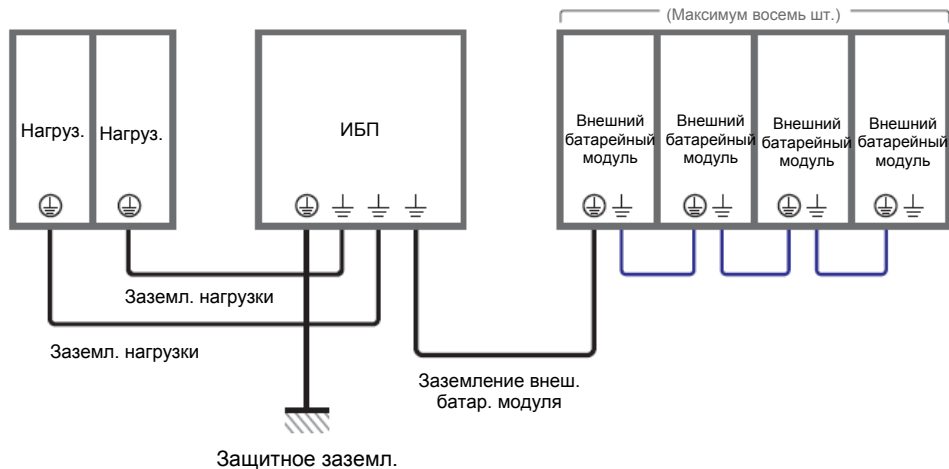 (Максимум восемь шт.)
Нагруз.
Нагруз.
ИБП
Внешний
батарейный
модуль
Внешний
батарейный
модуль
Внешний
батарейный
модуль
Внешний
батарейный
модуль
Заземл. нагрузки
Заземл. нагрузки
Заземление внеш.
батар. модуля
Защитное заземл.